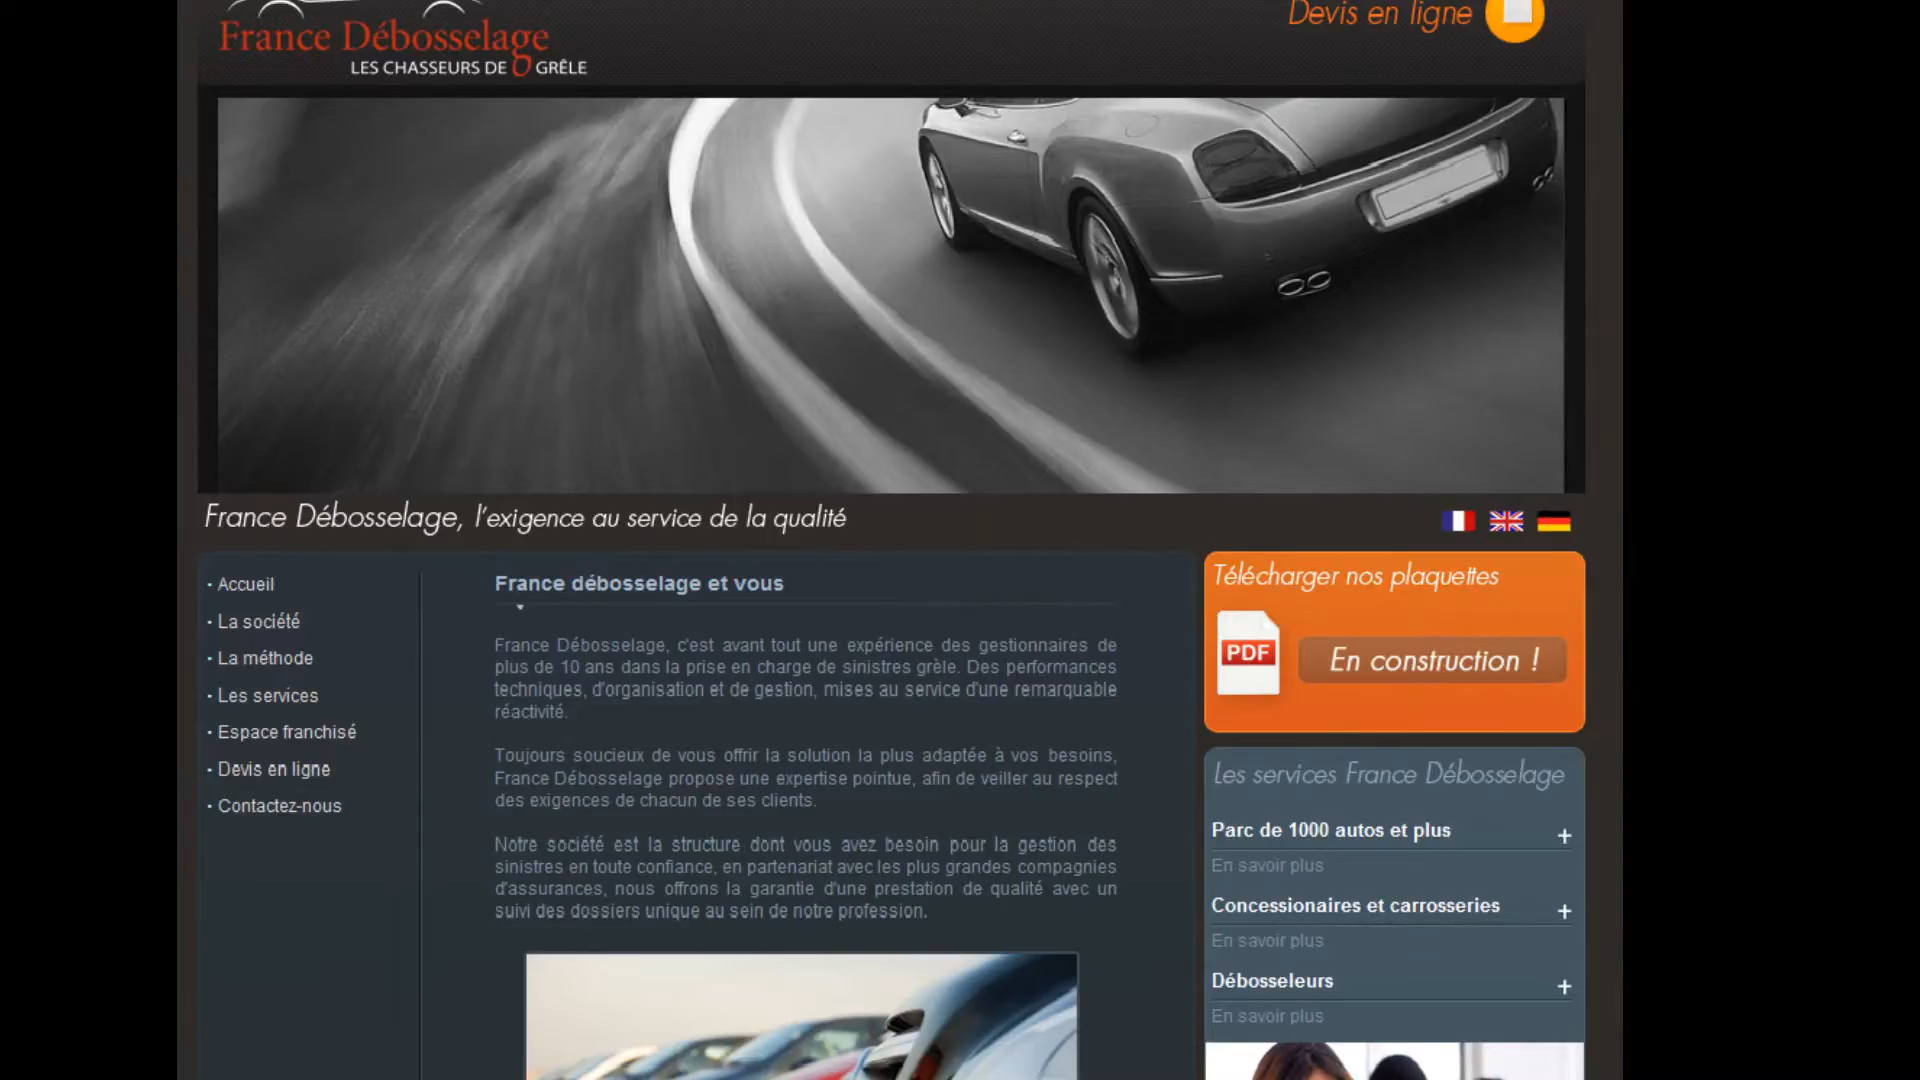 Devis en ligne
France Débosselage
LES CHASSEURS DE GRÊLE
France Débosselage, l'exigence au service de la qualité
· Accueil
· La société
· La méthode
· Les services
· Espace franchisé
· Devis en ligne
· Contactez-nous
France débosselage et vous
France Débosselage, c'est avant tout une expérience des gestionnaires de
plus de 10 ans dans la prise en charge de sinistres grèle. Des performances
techniques, d'organisation et de gestion, mises au service d'une remarquable
réactivité.
Toujours soucieux de vous offrir la solution la plus adaptée à vos besoins,
France Débosselage propose une expertise pointue, afin de veiller au respect
des exigences de chacun de ses clients.
Notre société est la structure dont vous avez besoin pour la gestion des
sinistres en toute confiance, en partenariat avec les plus grandes compagnies
d'assurances, nous offrons la garantie d'une prestation de qualité avec un
suivi des dossiers unique au sein de notre profession.
Télécharger nos plaquettes
PDF
En construction !
Les services France Débosselage
Parc de 1000 autos et plus +
En savoir plus
Concessionaires et carrosseries +
En savoir plus
Débosseleurs +
En savoir plus